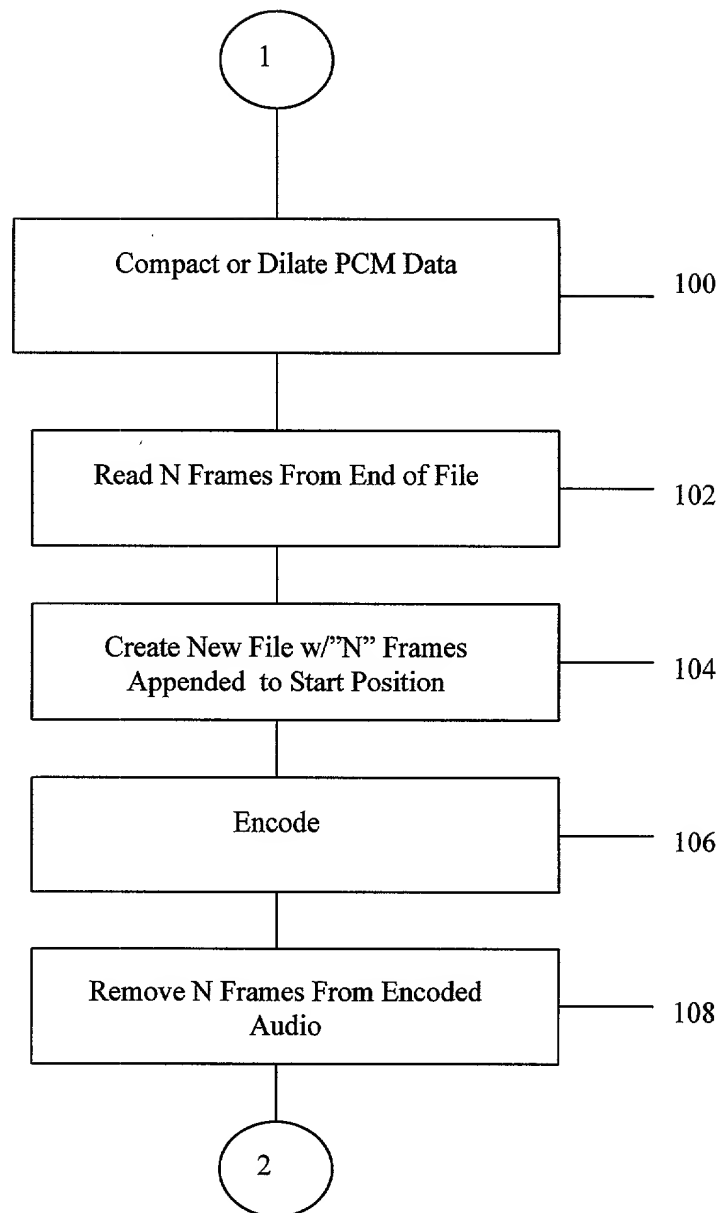 1
Compact or Dilate PCM Data
100
Read N Frames From End of File
102
Create New File w/”N” Frames
Appended to Start Position
104
Encode
106
Remove N Frames From Encoded
Audio
108
2